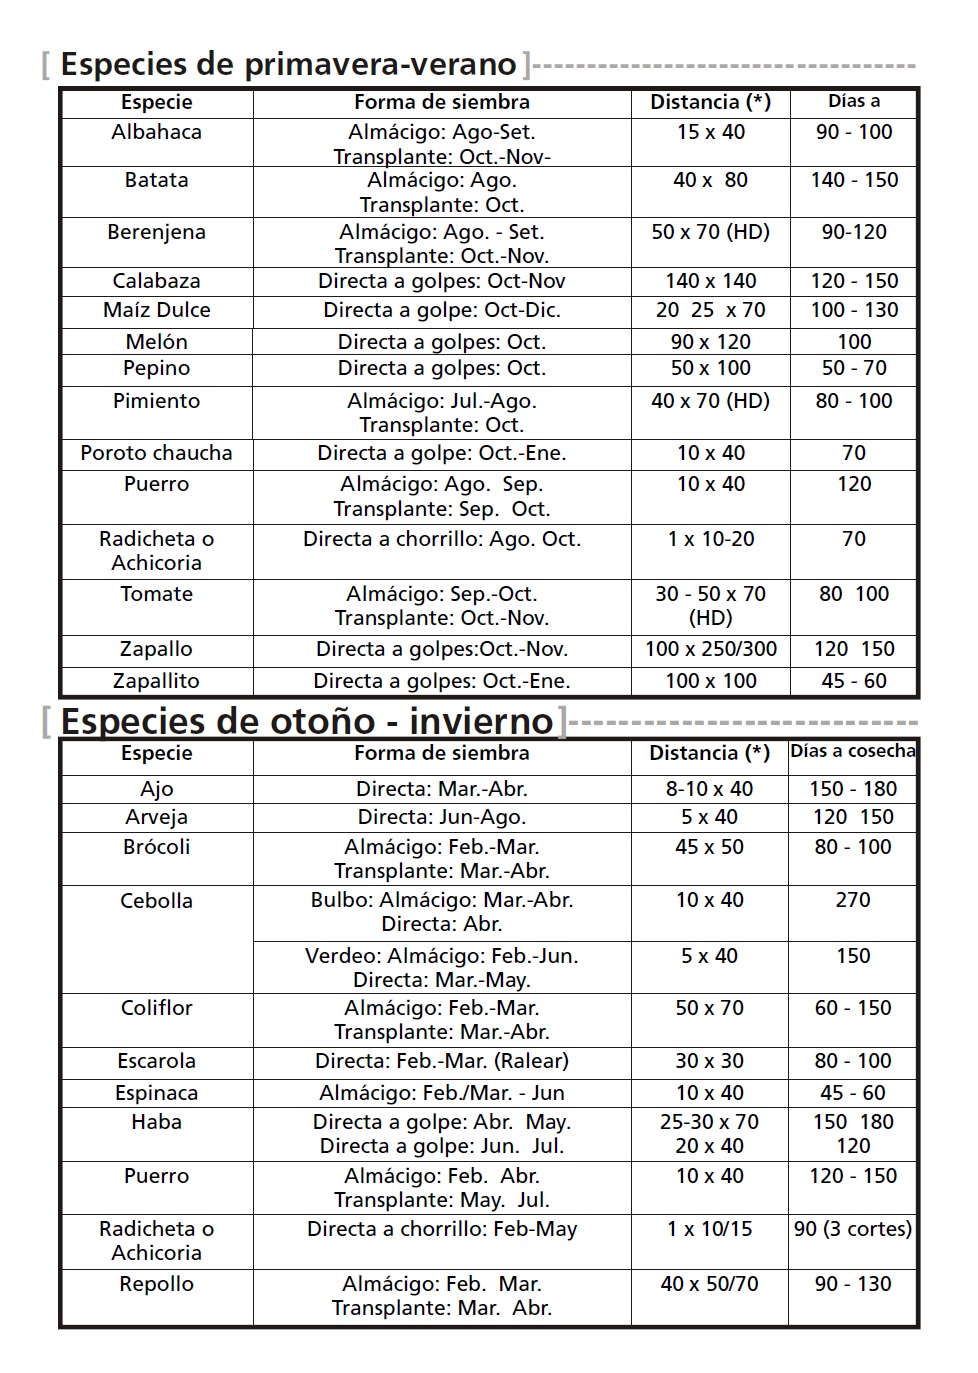 [ Especies de primavera-verano ]-----------------------------------
Especie Forma de siembra Distancia (*) Días a
Albahaca Almácigo: Ago-Set. 15 x 40 90 - 100
Transplante: Oct.-Nov-
Batata Almácigo: Ago. 40 x 80 140 - 150
Transplante: Oct.
Berenjena Almácigo: Ago. - Set. 50 x 70 (HD) 90-120
Transplante: Oct.-Nov.
Calabaza Directa a golpes: Oct-Nov 140 x 140 120 - 150
Maíz Dulce Directa a golpe: Oct-Dic. 20 25 x 70 100 - 130
Melón Directa a golpes: Oct. 90 x 120 100
Pepino Directa a golpes: Oct. 50 x 100 50 - 70
Pimiento Almácigo: Jul.-Ago. 40 x 70 (HD) 80 - 100
Transplante: Oct.
Poroto chaucha Directa a golpe: Oct.-Ene. 10 x 40 70
Puerro Almácigo: Ago. Sep. 10 x 40 120
Transplante: Sep. Oct.
Radicheta o Directa a chorrillo: Ago. Oct. 1 x 10-20 70
Achicoria
Tomate Almácigo: Sep.-Oct. 30 - 50 x 70 80 100
Transplante: Oct.-Nov. (HD)
Zapallo Directa a golpes:Oct.-Nov. 100 x 250/300 120 150
Zapallito Directa a golpes: Oct.-Ene. 100 x 100 45 - 60
[ Especies de otoño - invierno ]----------------------------
Especie Forma de siembra Distancia (*) Días a cosecha
Ajo Directa: Mar.-Abr. 8-10 x 40 150 - 180
Arveja Directa: Jun-Ago. 5 x 40 120 150
Brócoli Almácigo: Feb.-Mar. 45 x 50 80 - 100
Transplante: Mar.-Abr.
Cebolla Bulbo: Almácigo: Mar.-Abr. 10 x 40 270
Directa: Abr.
Verdeo: Almácigo: Feb.-Jun. 5 x 40 150
Directa: Mar.-May.
Coliflor Almácigo: Feb.-Mar. 50 x 70 60 - 150
Transplante: Mar.-Abr.
Escarola Directa: Feb.-Mar. (Ralear) 30 x 30 80 - 100
Espinaca Almácigo: Feb./Mar. - Jun 10 x 40 45 - 60
Haba Directa a golpe: Abr. May. 25-30 x 70 150 180
Directa a golpe: Jun. Jul. 20 x 40 120
Puerro Almácigo: Feb. Abr. 10 x 40 120 - 150
Transplante: May. Jul.
Radicheta o Directa a chorrillo: Feb-May 1 x 10/15 90 (3 cortes)
Achicoria
Repollo Almácigo: Feb. Mar. 40 x 50/70 90 - 130
Transplante: Mar. Abr.